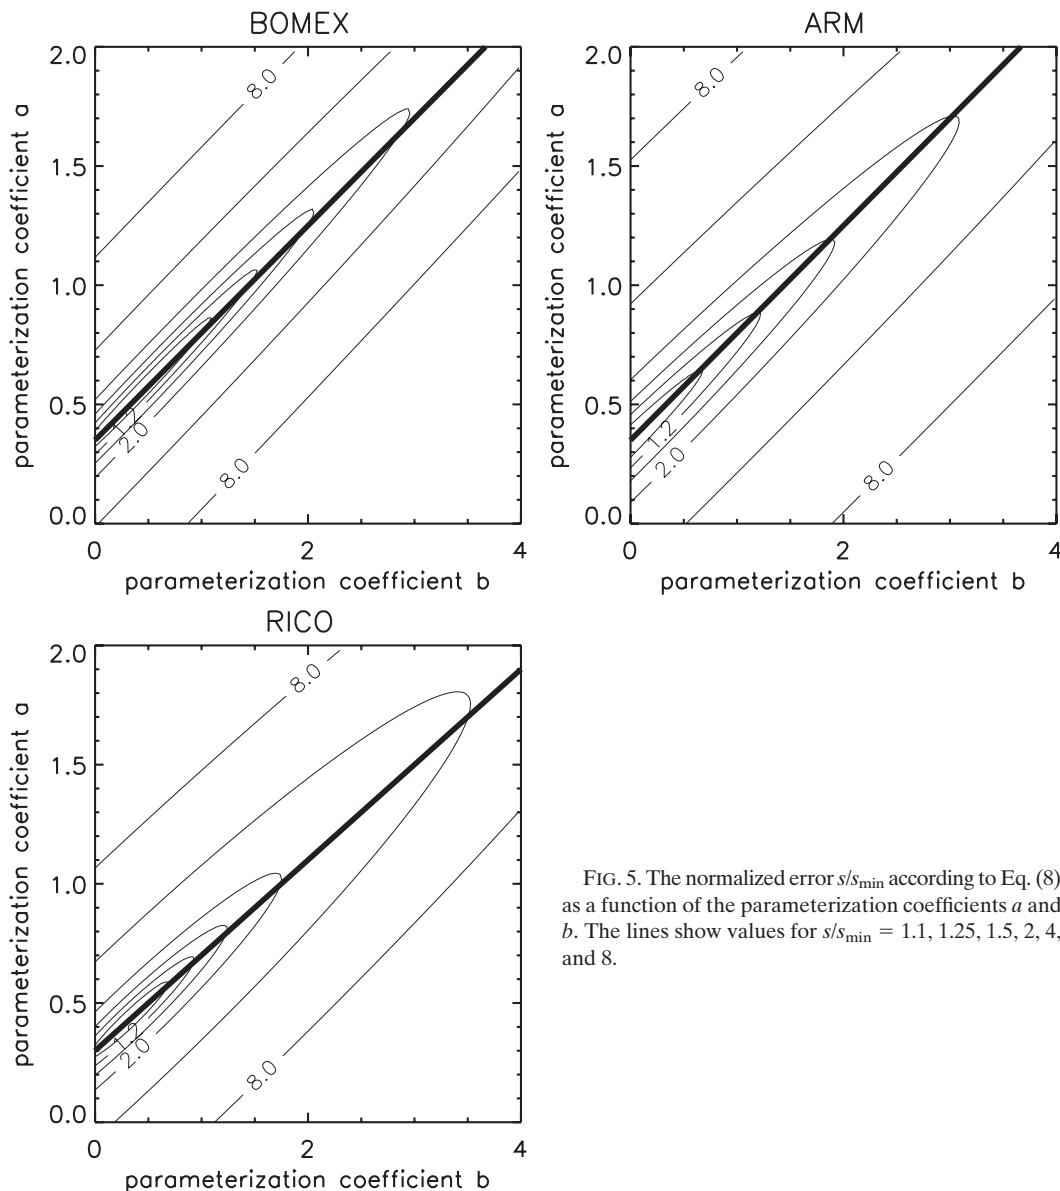 BOMEX
2.0
1.5
1.0
0.5
0.0
parameterization coefficient a
8.0
1.2
2.0
8.0
0 2 4
parameterization coefficient b
ARM
2.0
1.5
1.0
0.5
0.0
parameterization coefficient a
8.0
1.2
2.0
8.0
0 2 4
parameterization coefficient b
RICO
2.0
1.5
1.0
0.5
0.0
parameterization coefficient a
8.0
1.2
2.0
8.0
0 2 4
parameterization coefficient b
FIG. 5. The normalized error s/smin according to Eq. (8)
as a function of the parameterization coefficients a and
b. The lines show values for s/smin = 1.1, 1.25, 1.5, 2, 4,
and 8.